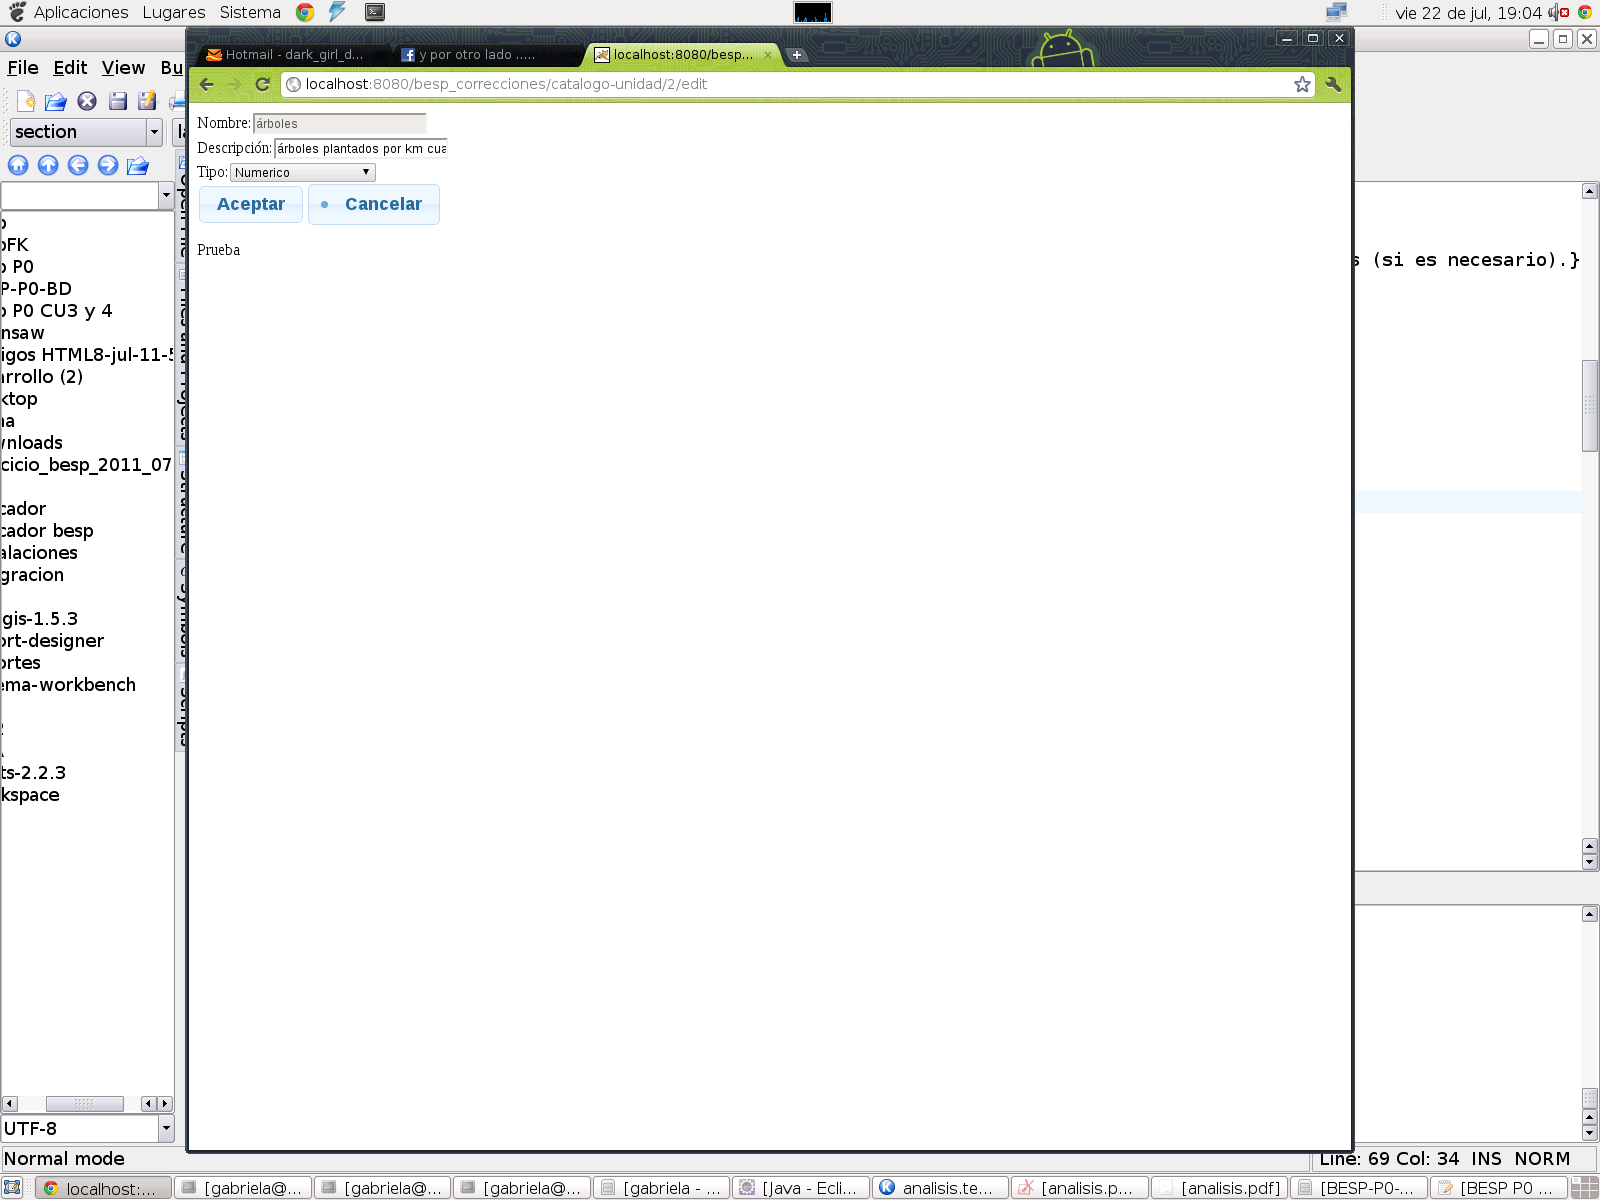 Aplicaciones Lugares Sistema
vie 22 de jul, 19:04
File Edit View Bu
Hotmail - dark_girl_d...
y por otro lado ......
localhost:8080/besp...
localhost:8080/besp_correcciones/catalogo-unidad/2/edit
section
Nombre: árboles
Descripción: árboles plantados por km cua
Tipo: Numerico
Aceptar
Cancelar
Prueba
s (si es necesario).}
oFK
o P0
P-P0-BD
o P0 CU3 y 4
nsaw
igos HTML8-jul-11-5
arrollo (2)
ktop
na
wnloads
cicio_besp_2011_07
cador
cador besp
alaciones
gracion
gis-1.5.3
ort-designer
ortes
ema-workbench
ts-2.2.3
kspace
UTF-8
Normal mode
Line: 69 Col: 34 INS NORM
localhost:...
[gabriela@...
[gabriela@...
[gabriela@...
[gabriela - ...
[Java - Ecli...
analisis.te...
[analisis.p...
[analisis.pdf]
[BESP-P0-...
[BESP P0 ...